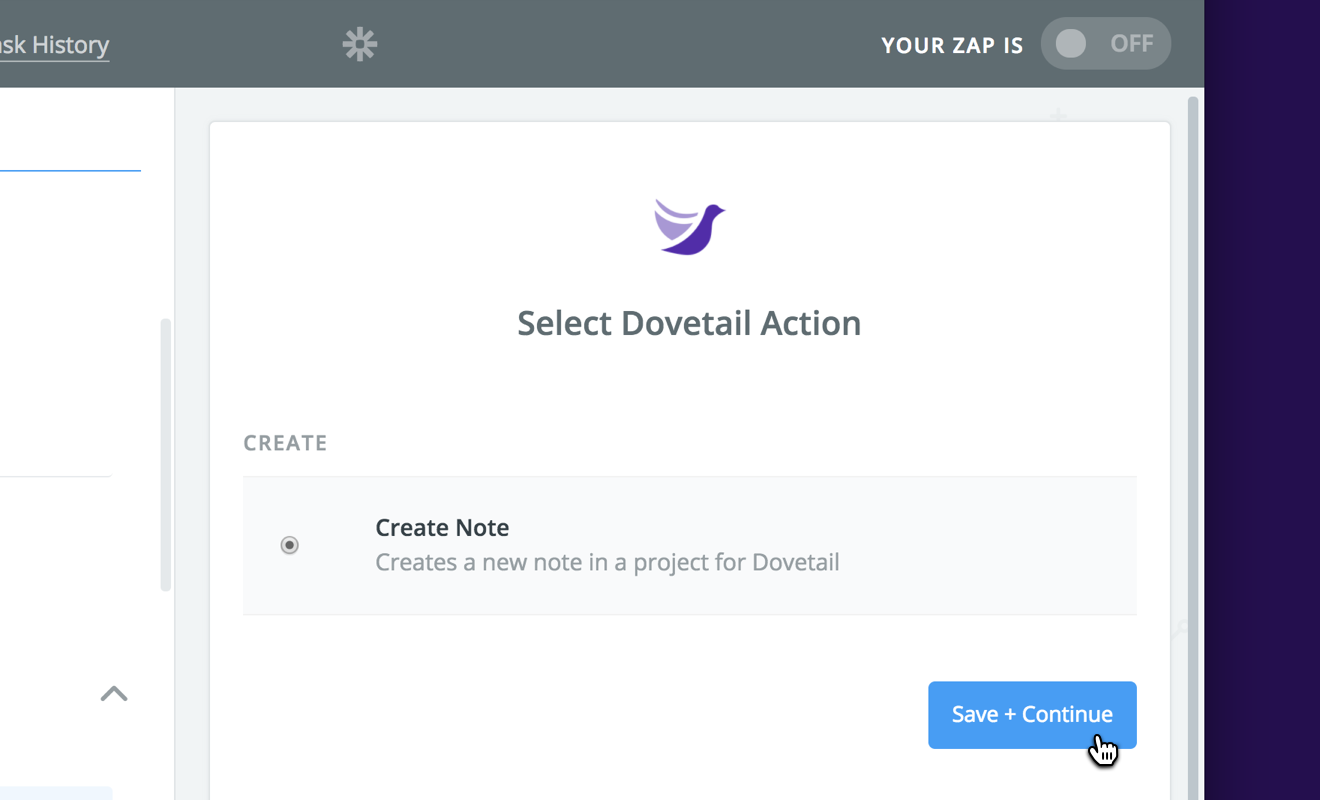 sk History
YOUR ZAP IS
OFF
Select Dovetail Action
CREATE
Create Note
Creates a new note in a project for Dovetail
Save + Continue